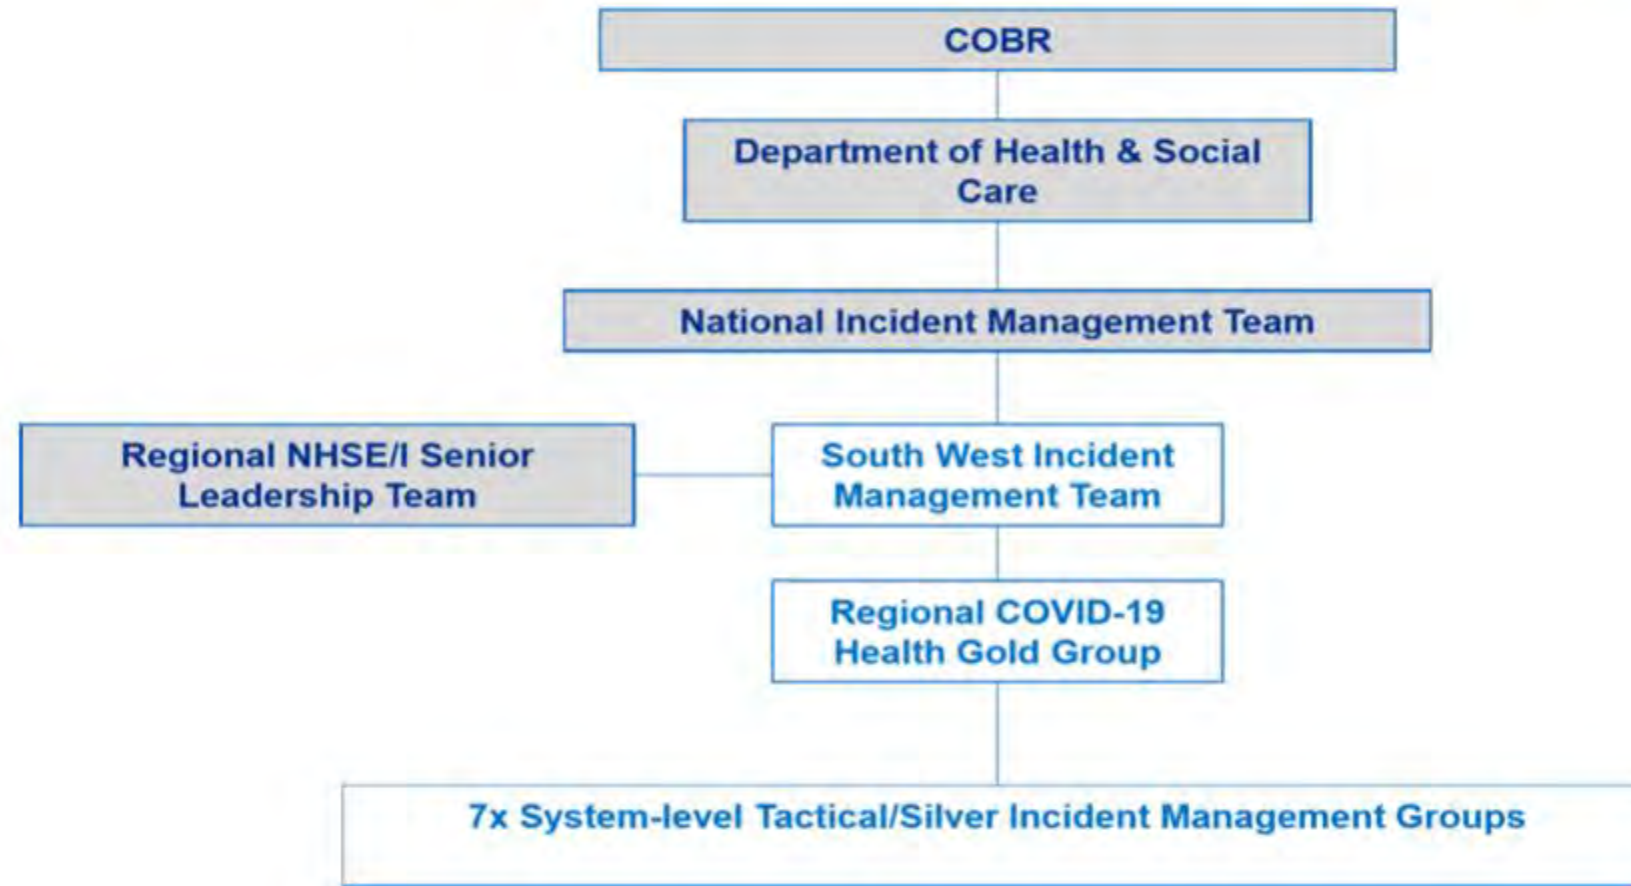 COBR
Department of Health & Social
Care
National Incident Management Team
Regional NHSE/I Senior
Leadership Team
South West Incident
Management Team
Regional COVID-19
Health Gold Group
7x System-level Tactical/Silver Incident Management Groups